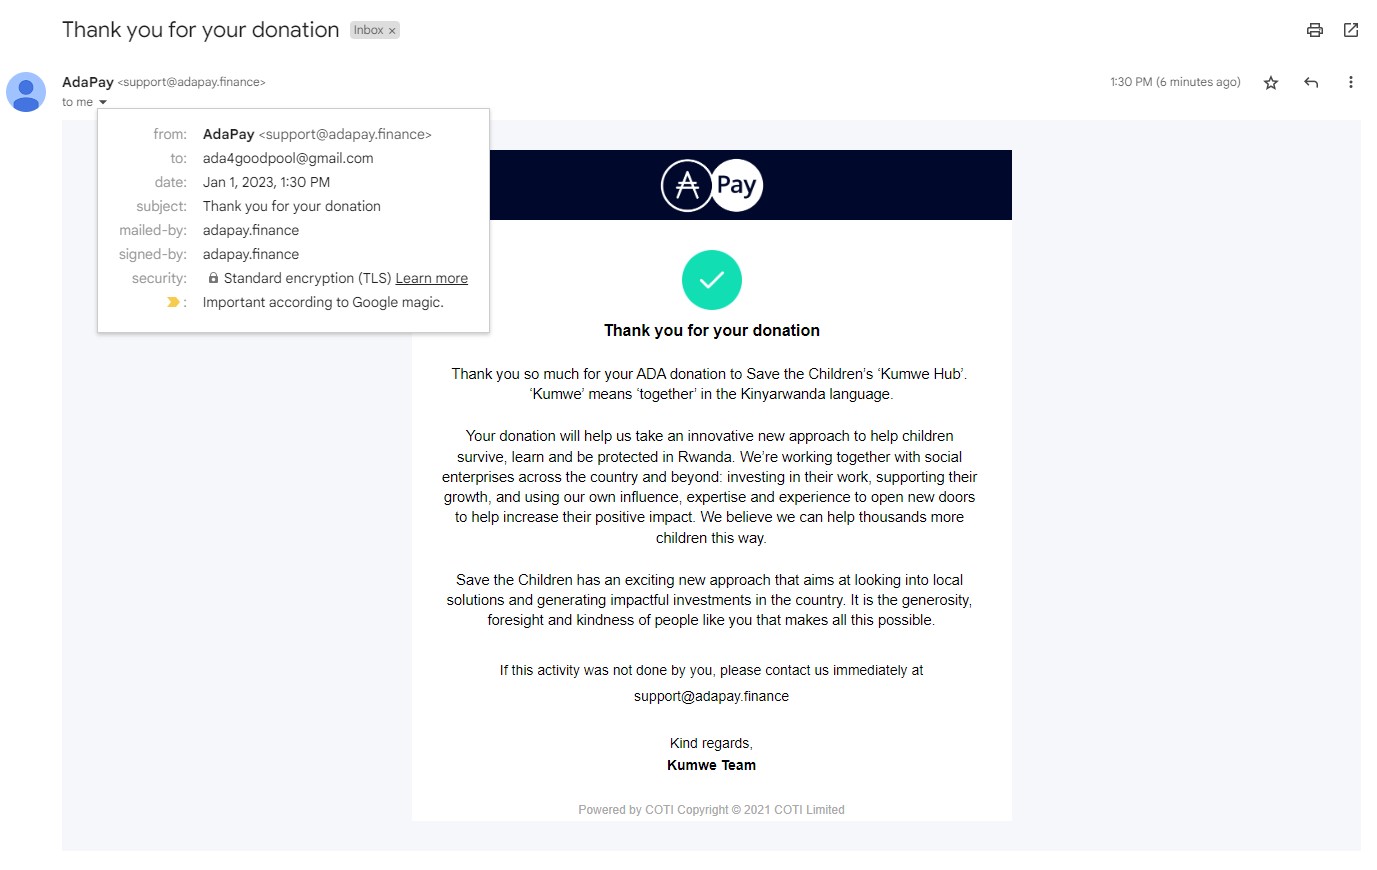 Thank you for your donation Inbox ×
AdaPay <support@adapay.finance> 1:30 PM (6 minutes ago)
to me
from: AdaPay <support@adapay.finance>
to: ada4goodpool@gmail.com
date: Jan 1, 2023, 1:30 PM
subject: Thank you for your donation
mailed-by: adapay.finance
signed-by: adapay.finance
security: Standard encryption (TLS) Learn more
: Important according to Google magic.
Pay
Thank you for your donation
Thank you so much for your ADA donation to Save the Children’s ‘Kumwe Hub’.
‘Kumwe’ means ‘together’ in the Kinyarwanda language.
Your donation will help us take an innovative new approach to help children
survive, learn and be protected in Rwanda. We’re working together with social
enterprises across the country and beyond: investing in their work, supporting their
growth, and using our own influence, expertise and experience to open new doors
to help increase their positive impact. We believe we can help thousands more
children this way.
Save the Children has an exciting new approach that aims at looking into local
solutions and generating impactful investments in the country. It is the generosity,
foresight and kindness of people like you that makes all this possible.
If this activity was not done by you, please contact us immediately at
support@adapay.finance
Kind regards,
Kumwe Team
Powered by COTI Copyright © 2021 COTI Limited